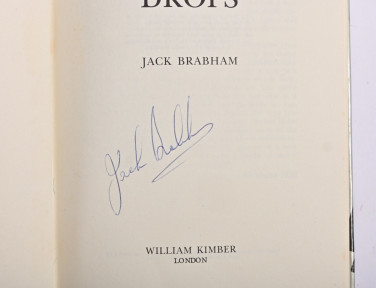 DROPS
JACK BRABHAM
Jack Brabham
WILLIAM KIMBER
LONDON